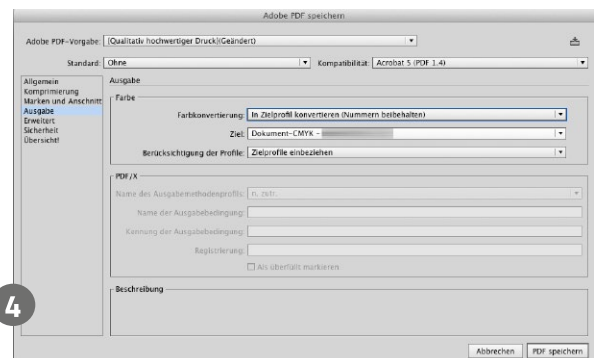 Adobe PDF speichern
Adobe PDF-Vorgabe: [Qualitativ hochwertiger Druck](Geändert)
Standard: Ohne Kompatibilität: Acrobat 5 (PDF 1.4)
Allgemein
Komprimierung
Marken und Anschnitt
Ausgabe
Erweitert
Sicherheit
Übersicht!
Ausgabe
Farbe
Farbkonvertierung: In Zielprofil konvertieren (Nummern beibehalten)
Ziel: Dokument-CMYK -
Berücksichtigung der Profile: Zielprofile einbeziehen
PDF/X
Name des Ausgabemethodenprofils: n. zutr.
Name der Ausgabebedingung:
Kennung der Ausgabebedingung:
Registrierung:
Als überfüllt markieren
Beschreibung
4
Abbrechen PDF speichern